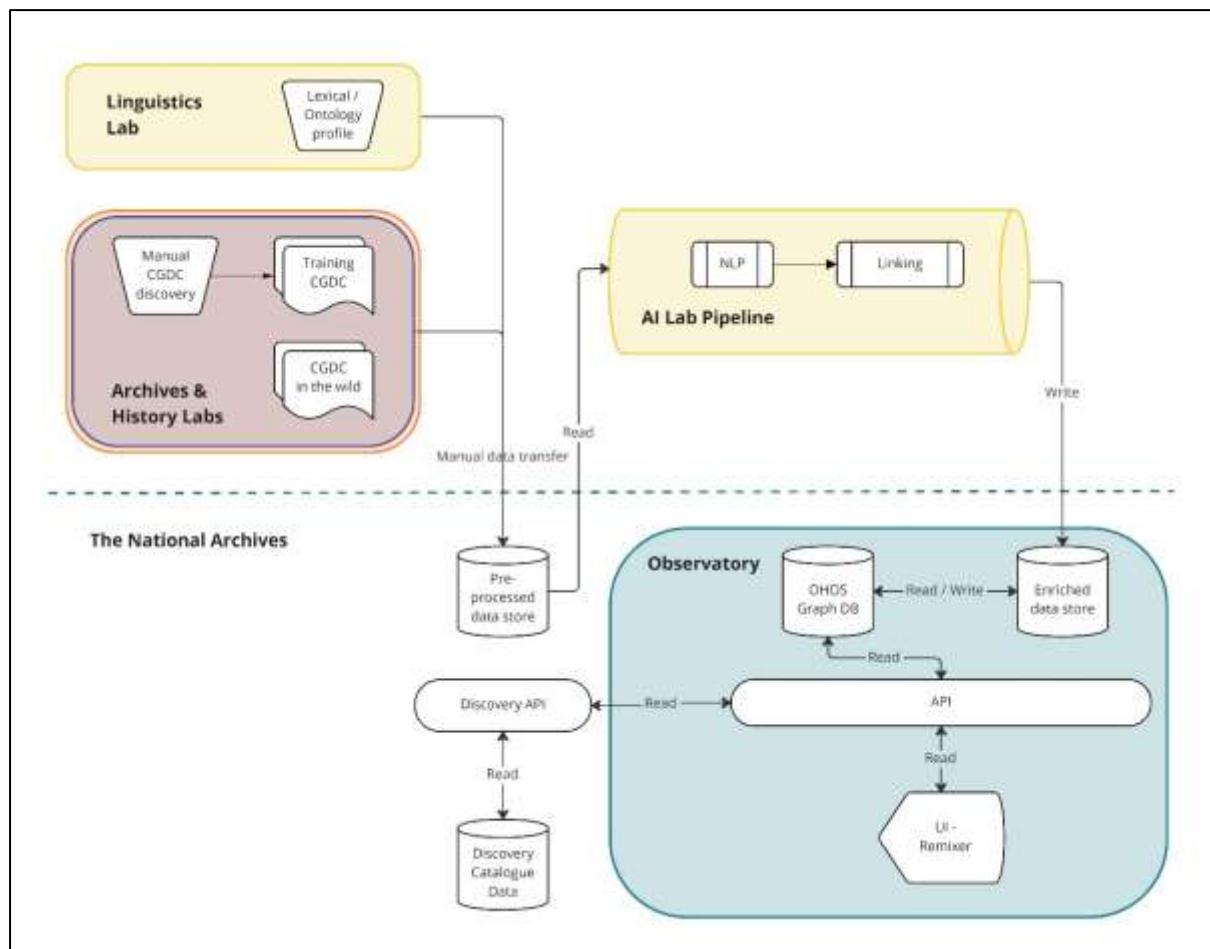 Linguistics
Lab
Lexical /
Ontology
profile
Manual
CGDC
discovery
Training
CGDC
CGDC
in the wild
Archives &
History Labs
NLP
Linking
AI Lab Pipeline
Read
Write
Manual data transfer
The National Archives
Pre-
processed
data store
Observatory
OHOS
Graph DB
Read / Write
Enriched
data store
Read
Discovery API
Read
API
Read
Read
Discovery
Catalogue
Data
UI -
Remixer